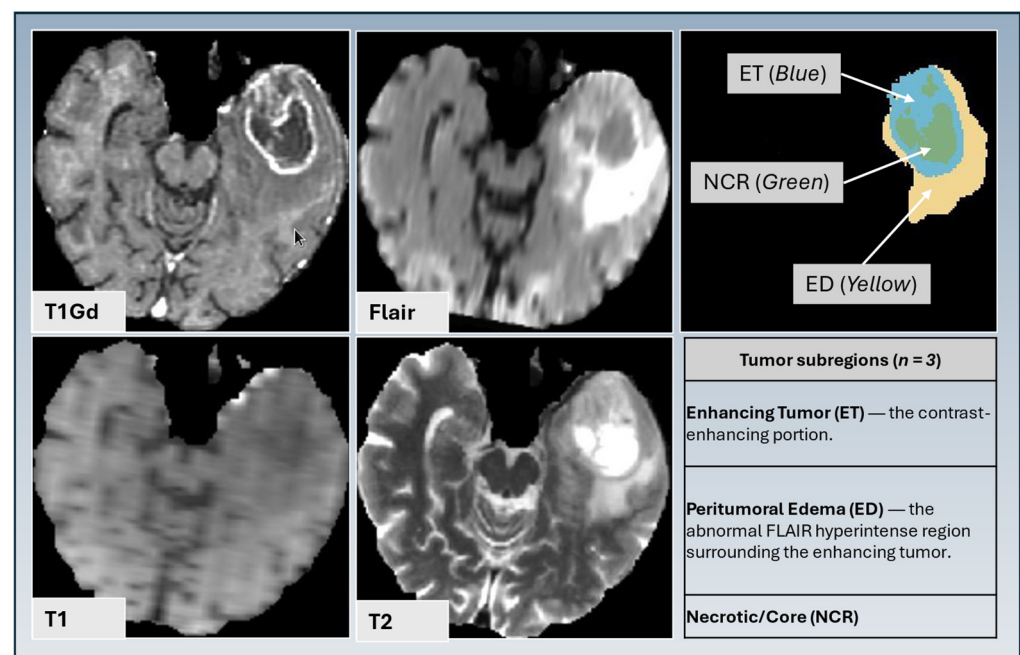 ET (Blue)
NCR (Green)
ED (Yellow)
T1Gd
Flair
T1
T2
Tumor subregions (n = 3)
Enhancing Tumor (ET) — the contrast-
enhancing portion.
Peritumoral Edema (ED) — the
abnormal FLAIR hyperintense region
surrounding the enhancing tumor.
Necrotic/Core (NCR)